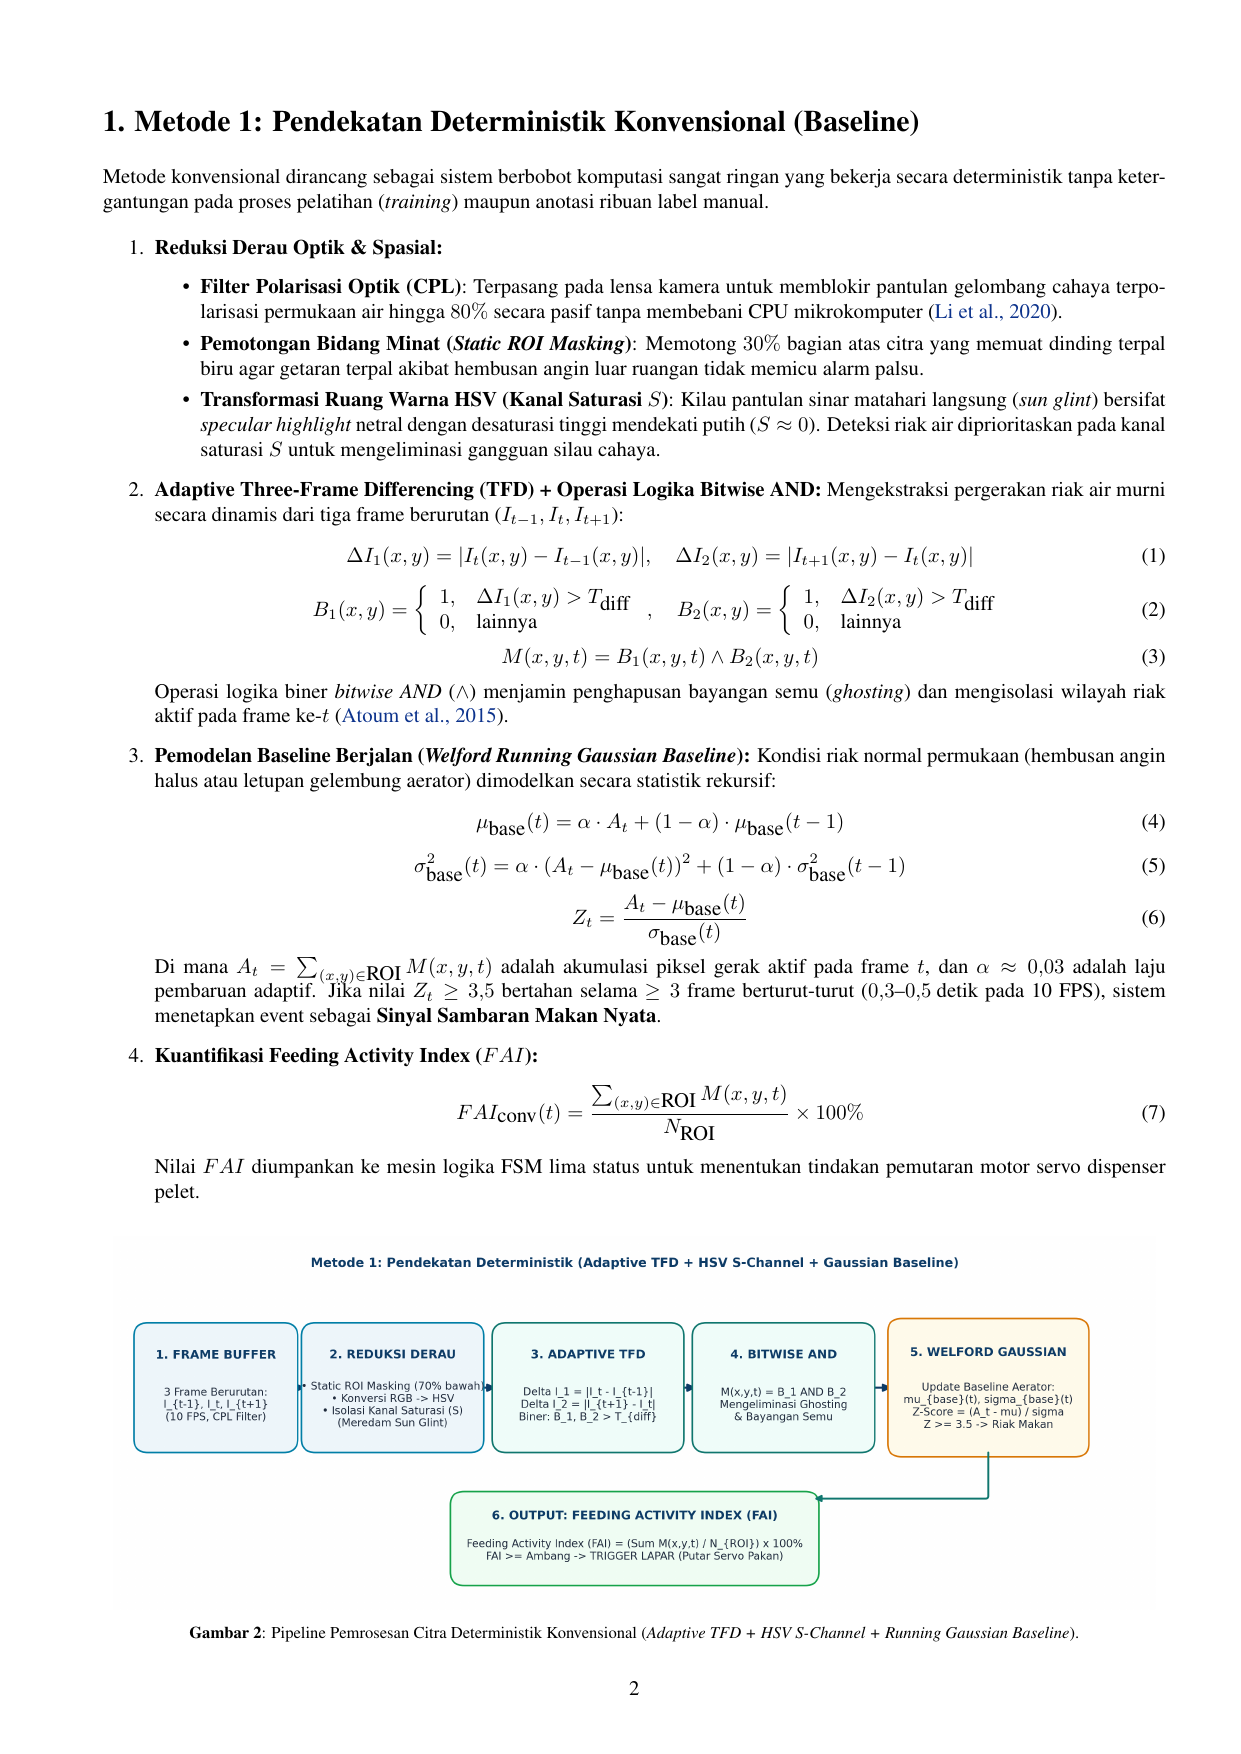 1. Metode 1: Pendekatan Deterministik Konvensional (Baseline)
Metode konvensional dirancang sebagai sistem berbobot komputasi sangat ringan yang bekerja secara deterministik tanpa keter-
gantungan pada proses pelatihan (training) maupun anotasi ribuan label manual.
1. Reduksi Derau Optik & Spasial:
• Filter Polarisasi Optik (CPL): Terpasang pada lensa kamera untuk memblokir pantulan gelombang cahaya terpo-
larisasi permukaan air hingga 80% secara pasif tanpa membebani CPU mikrokomputer (Li et al., 2020).
• Pemotongan Bidang Minat (Static ROI Masking): Memotong 30% bagian atas citra yang memuat dinding terpal
biru agar getaran terpal akibat hembusan angin luar ruangan tidak memicu alarm palsu.
• Transformasi Ruang Warna HSV (Kanal Saturasi S): Kilau pantulan sinar matahari langsung (sun glint) bersifat
specular highlight netral dengan desaturasi tinggi mendekati putih (S ≈ 0). Deteksi riak air diprioritaskan pada kanal
saturasi S untuk mengeliminasi gangguan silau cahaya.
2. Adaptive Three-Frame Differencing (TFD) + Operasi Logika Bitwise AND: Mengekstraksi pergerakan riak air murni
secara dinamis dari tiga frame berurutan (I_{t−1}, I_t, I_{t+1}):
ΔI_1(x, y) = |I_t(x, y) − I_{t−1}(x, y)|, ΔI_2(x, y) = |I_{t+1}(x, y) − I_t(x, y)| (1)
B_1(x, y) = { 1, ΔI_1(x, y) > T_diff; 0, lainnya , B_2(x, y) = { 1, ΔI_2(x, y) > T_diff; 0, lainnya (2)
M(x, y, t) = B_1(x, y, t) ∧ B_2(x, y, t) (3)
Operasi logika biner bitwise AND (∧) menjamin penghapusan bayangan semu (ghosting) dan mengisolasi wilayah riak
aktif pada frame ke-t (Atoum et al., 2015).
3. Pemodelan Baseline Berjalan (Welford Running Gaussian Baseline): Kondisi riak normal permukaan (hembusan angin
halus atau letupan gelembung aerator) dimodelkan secara statistik rekursif:
μ_base(t) = α · A_t + (1 − α) · μ_base(t − 1) (4)
σ²_base(t) = α · (A_t − μ_base(t))² + (1 − α) · σ²_base(t − 1) (5)
Z_t = (A_t − μ_base(t)) / σ_base(t) (6)
Di mana A_t = ∑_{(x,y)∈ROI} M(x, y, t) adalah akumulasi piksel gerak aktif pada frame t, dan α ≈ 0,03 adalah laju
pembaruan adaptif. Jika nilai Z_t ≥ 3,5 bertahan selama ≥ 3 frame berturut-turut (0,3–0,5 detik pada 10 FPS), sistem
menetapkan event sebagai Sinyal Sambaran Makan Nyata.
4. Kuantifikasi Feeding Activity Index (FAI):
FAI_conv(t) = ∑_{(x,y)∈ROI} M(x, y, t) / N_ROI × 100% (7)
Nilai FAI diumpankan ke mesin logika FSM lima status untuk menentukan tindakan pemutaran motor servo dispenser
pelet.
Metode 1: Pendekatan Deterministik (Adaptive TFD + HSV S-Channel + Gaussian Baseline)
1. FRAME BUFFER
3 Frame Berurutan:
I_{t-1}, I_t, I_{t+1}
(10 FPS, CPL Filter)
2. REDUKSI DERAU
• Static ROI Masking (70% bawah)
• Konversi RGB -> HSV
• Isolasi Kanal Saturasi (S)
(Meredam Sun Glint)
3. ADAPTIVE TFD
Delta I_1 = |I_t - I_{t-1}|
Delta I_2 = |I_{t+1} - I_t|
Biner: B_1, B_2 > T_{diff}
4. BITWISE AND
M(x,y,t) = B_1 AND B_2
Mengeliminasi Ghosting
& Bayangan Semu
5. WELFORD GAUSSIAN
Update Baseline Aerator:
mu_{base}(t), sigma_{base}(t)
Z-Score = (A_t - mu) / sigma
Z >= 3.5 -> Riak Makan
6. OUTPUT: FEEDING ACTIVITY INDEX (FAI)
Feeding Activity Index (FAI) = (Sum M(x,y,t) / N_{ROI}) x 100%
FAI >= Ambang -> TRIGGER LAPAR (Putar Servo Pakan)
Gambar 2: Pipeline Pemrosesan Citra Deterministik Konvensional (Adaptive TFD + HSV S-Channel + Running Gaussian Baseline).
2